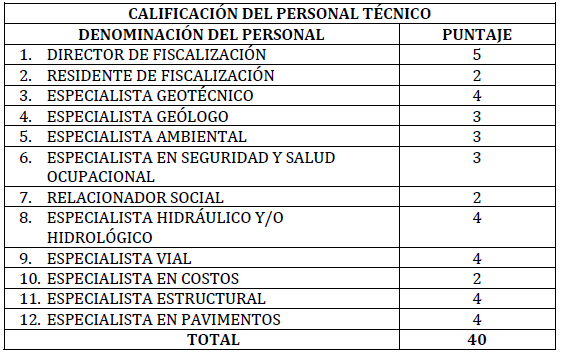 CALIFICACIÓN DEL PERSONAL TÉCNICO
DENOMINACIÓN DEL PERSONAL PUNTAJE
1. DIRECTOR DE FISCALIZACIÓN 5
2. RESIDENTE DE FISCALIZACIÓN 2
3. ESPECIALISTA GEOTÉCNICO 4
4. ESPECIALISTA GEÓLOGO 3
5. ESPECIALISTA AMBIENTAL 3
6. ESPECIALISTA EN SEGURIDAD Y SALUD 3
OCUPACIONAL
7. RELACIONADOR SOCIAL 2
8. ESPECIALISTA HIDRÁULICO Y/O 4
HIDROLÓGICO
9. ESPECIALISTA VIAL 4
10. ESPECIALISTA EN COSTOS 2
11. ESPECIALISTA ESTRUCTURAL 4
12. ESPECIALISTA EN PAVIMENTOS 4
TOTAL 40